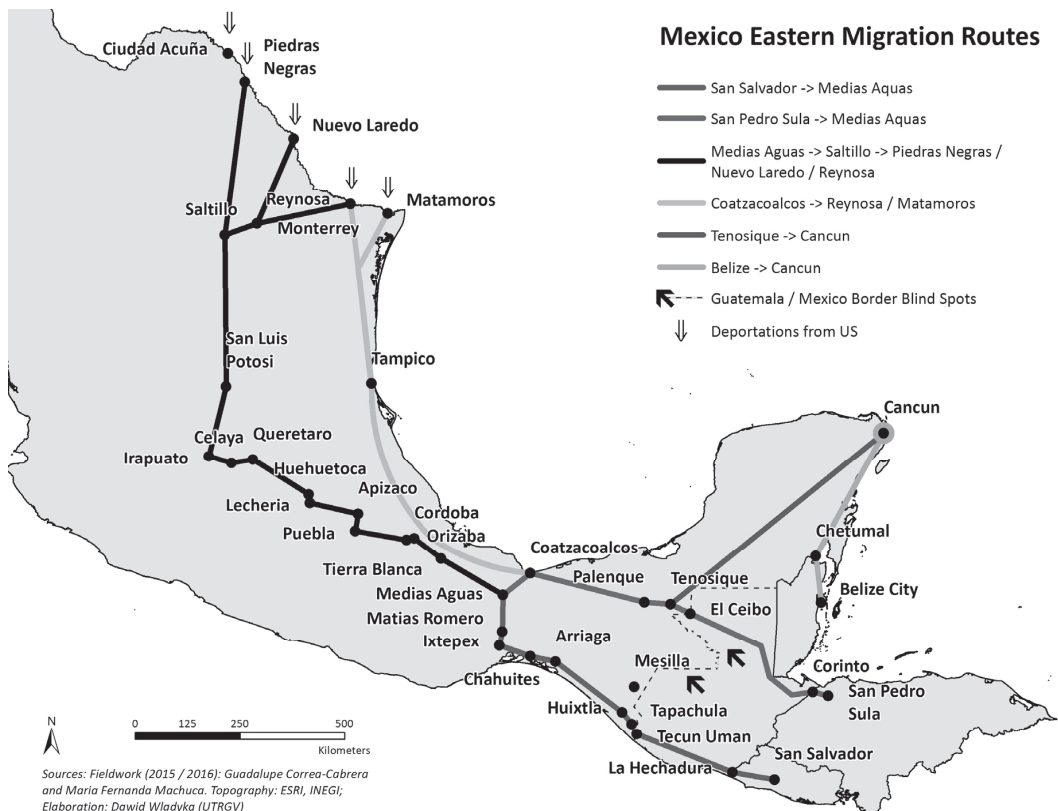 Mexico Eastern Migration Routes
San Salvador -> Medias Aquas
San Pedro Sula -> Medias Aquas
Medias Aguas -> Saltillo -> Piedras Negras /
Nuevo Laredo / Reynosa
Coatzacoalcos -> Reynosa / Matamoros
Tenosique -> Cancun
Belize -> Cancun
Guatemala / Mexico Border Blind Spots
Deportations from US
Ciudad Acuña
Piedras
Negras
Nuevo Laredo
Reynosa
Matamoros
Saltillo
Monterrey
San Luis
Potosi
Tampico
Cancun
Celaya
Queretaro
Irapuato
Huehuetoca
Apizaco
Lecheria
Cordoba
Puebla
Orizaba
Chetumal
Coatzacoalcos
Tierra Blanca
Palenque
Tenosique
Medias Aguas
Belize City
El Ceibo
Matias Romero
Ixtepex
Arriaga
Mesilla
Corinto
Chahuites
San Pedro
Sula
Huixtla
Tapachula
Tecun Uman
San Salvador
La Hechadura
N
0 125 250 500
Kilometers
Sources: Fieldwork (2015 / 2016): Guadalupe Correa-Cabrera
and Maria Fernanda Machuca. Topography: ESRI, INEGI;
Elaboration: Dawid Wladyka (UTRGV)